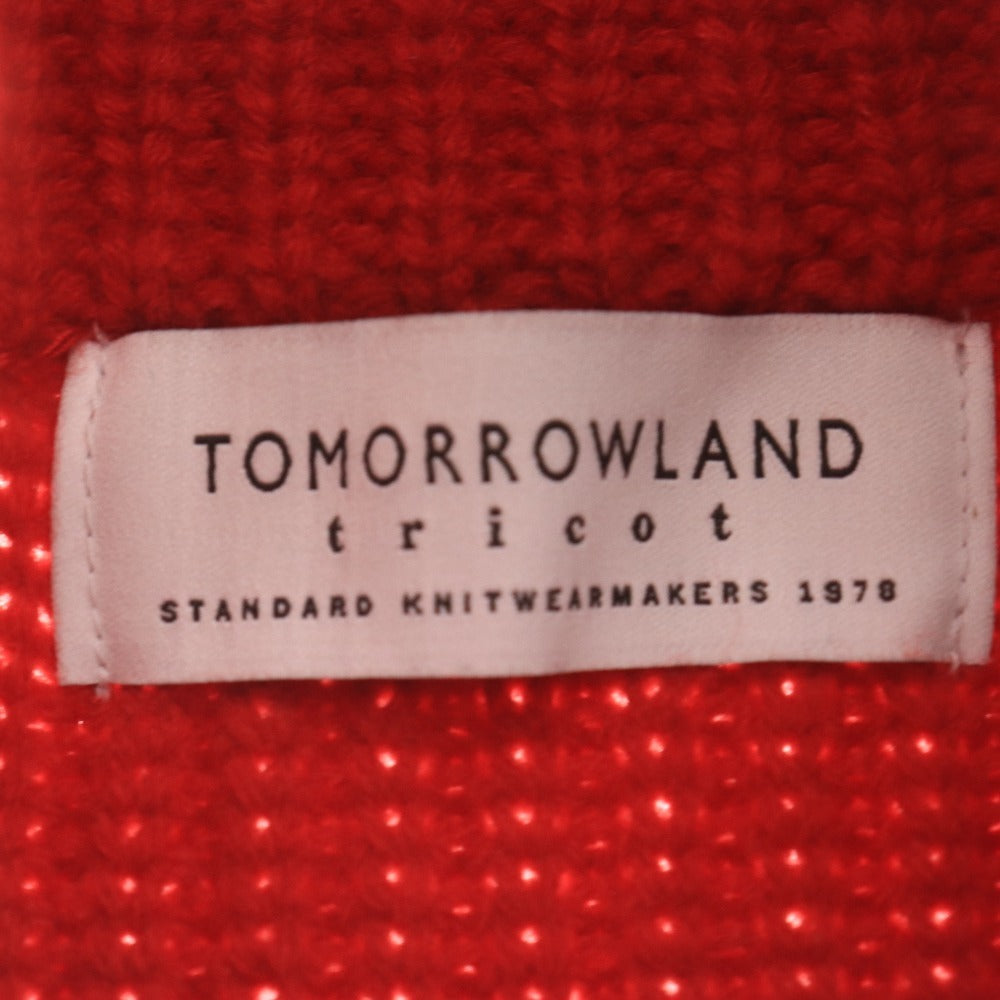 TOMORROWLAND
tricot
STANDARD KNITWEARMAKERS 1978